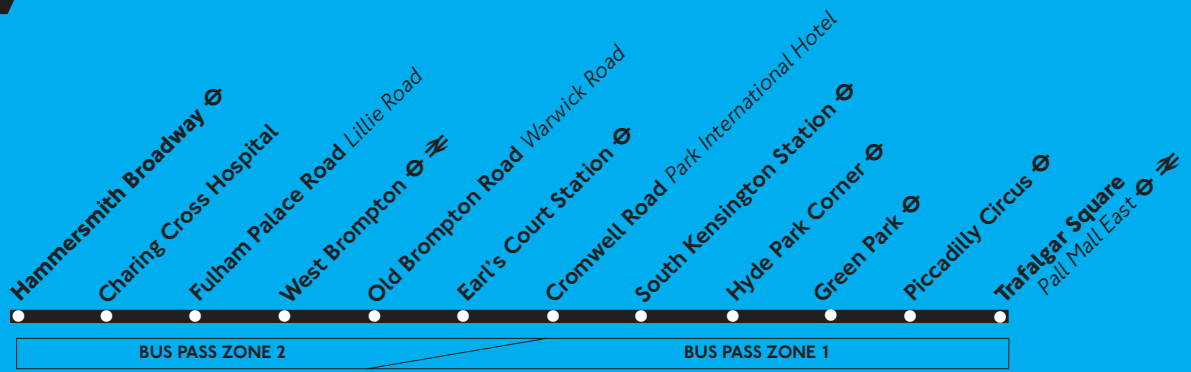 Hammersmith Broadway
Charing Cross Hospital
Fulham Palace Road Lillie Road
West Brompton
Old Brompton Road Warwick Road
Earl's Court Station
Cromwell Road Park International Hotel
South Kensington Station
Hyde Park Corner
Green Park
Piccadilly Circus
Trafalgar Square
Pall Mall East
BUS PASS ZONE 2
BUS PASS ZONE 1